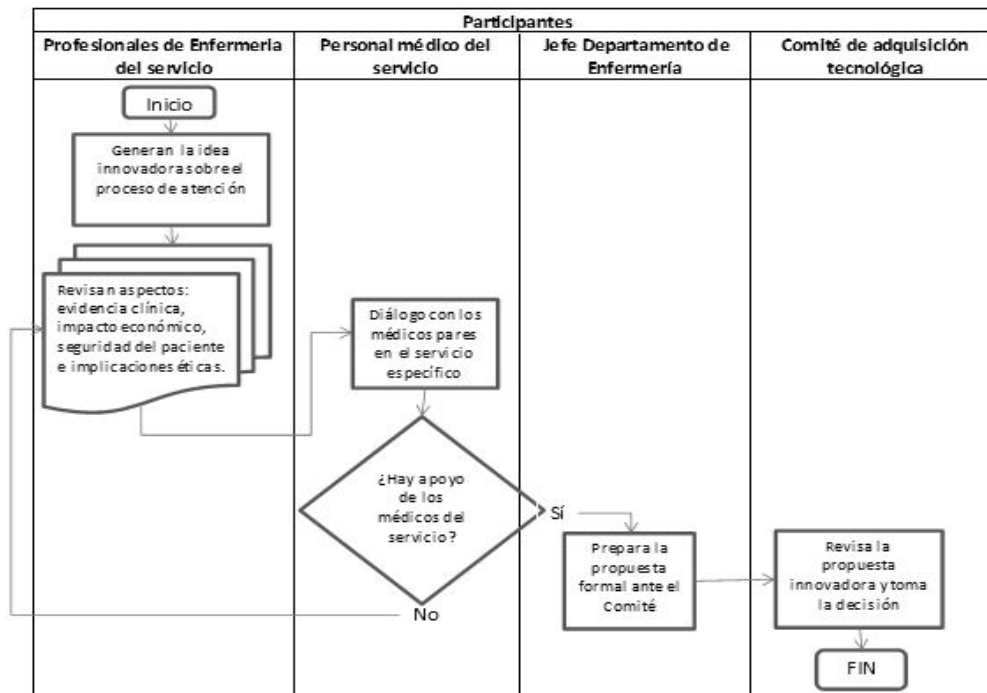 Participantes
Profesionales de Enfermeria
del servicio
Personal médico del
servicio
Jefe Departamento de
Enfermería
Comité de adquisición
tecnológica
Inicio
Generan la idea
innovadora sobre el
proceso de atención
Revisan aspectos:
evidencia clínica,
impacto económico,
seguridad del paciente
e implicaciones éticas.
Diálogo con los
médicos pares
en el servicio
específico
¿Hay apoyo
de los
médicos del
servicio?
Sí
No
Prepara la
propuesta
formal ante el
Comité
Revisa la
propuesta
innovadora y toma
la decisión
FIN